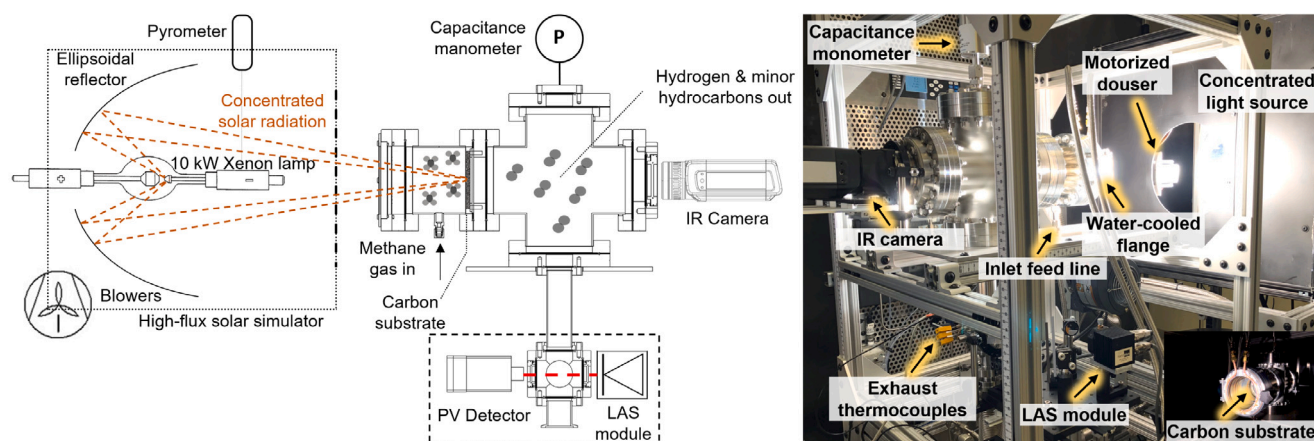 Pyrometer
Ellipsoidal
reflector
Concentrated
solar radiation
10 kW Xenon lamp
+
-
Blowers
High-flux solar simulator
Capacitance
manometer
P
Hydrogen & minor
hydrocarbons out
Methane
gas in
Carbon
substrate
IR Camera
PV Detector
LAS
module
Capacitance
monometer
Motorized
douser
Concentrated
light source
IR camera
Water-cooled
flange
Inlet feed line
Exhaust
thermocouples
LAS module
Carbon substrate